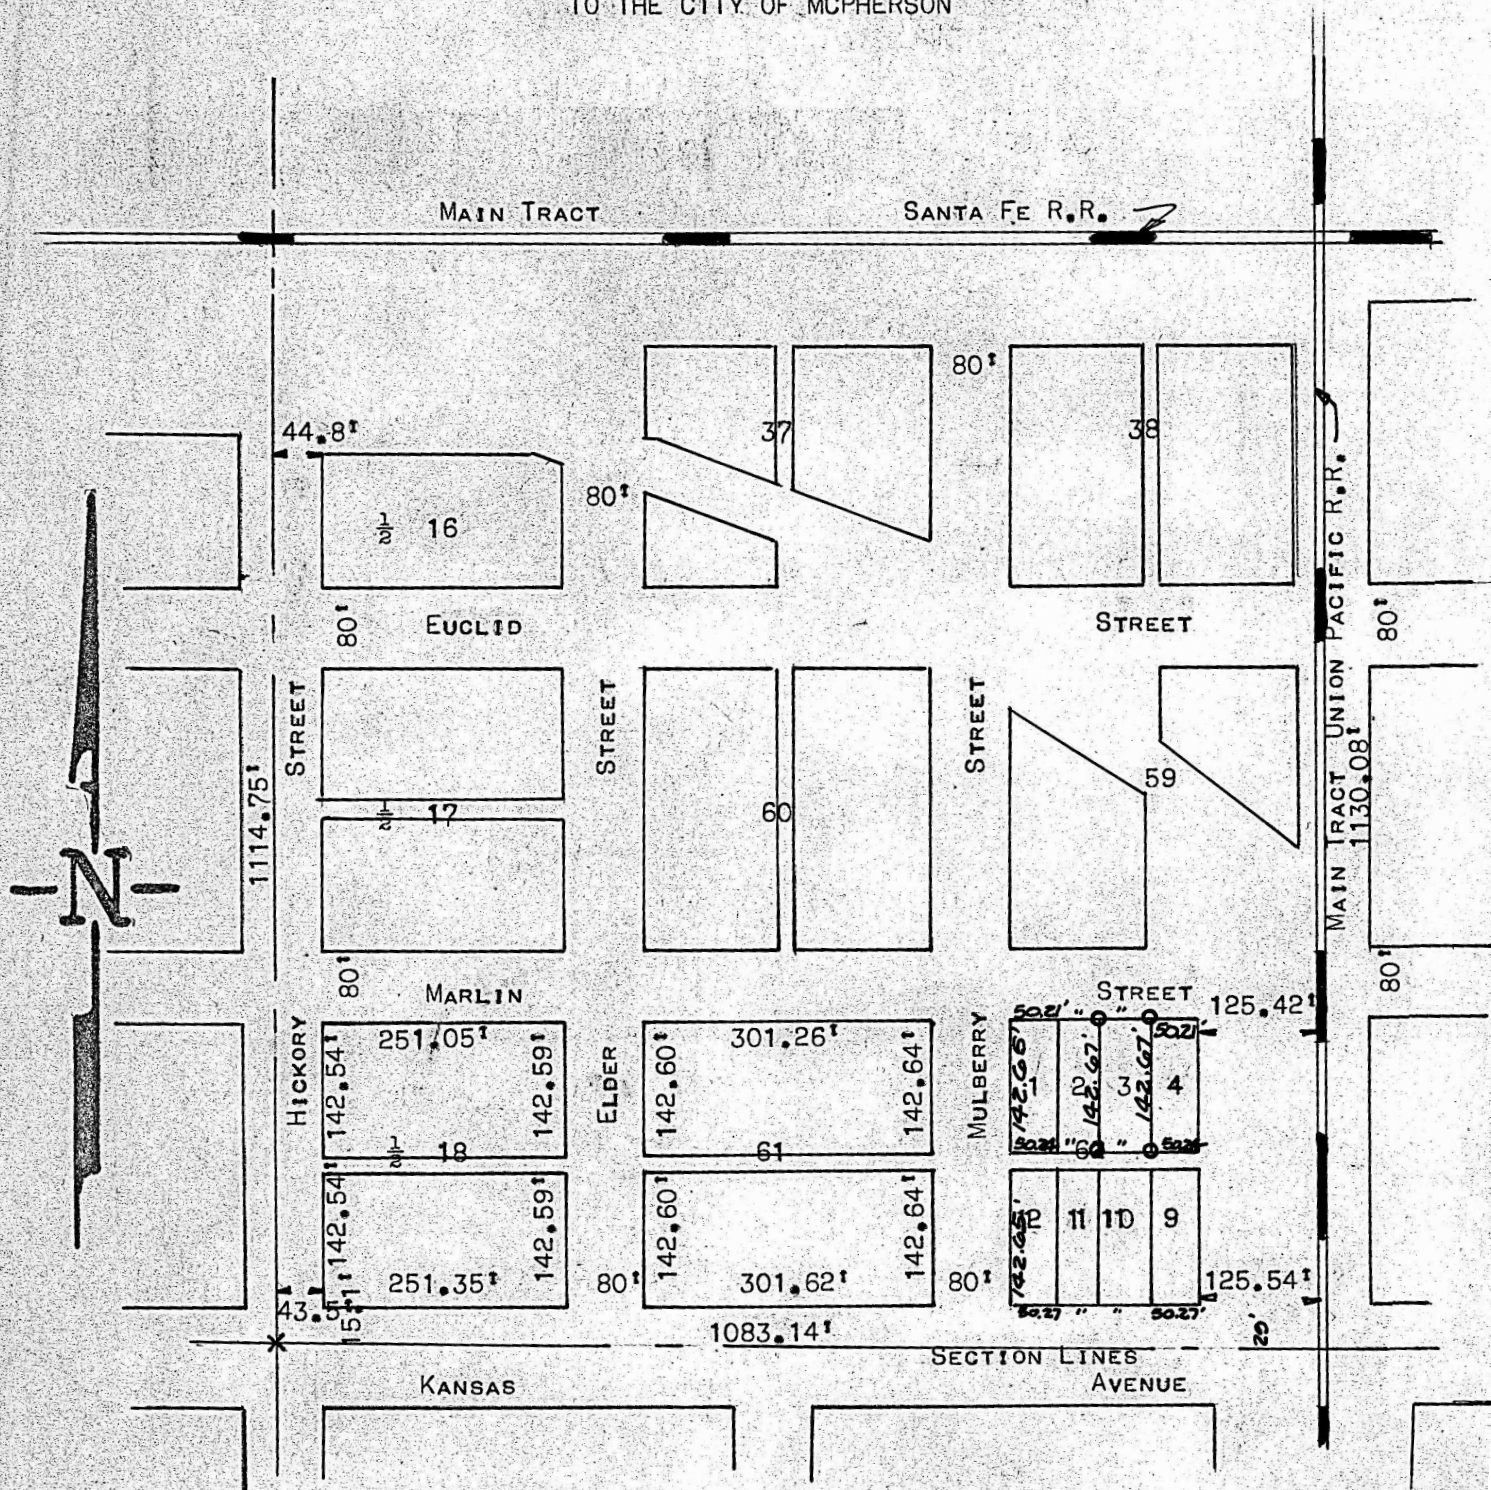 TO THE CITY OF MCPHERSON
MAIN TRACT SANTA FE R.R.
80'
44.8' 37 38
80'
½ 16
MAIN TRACT UNION PACIFIC R.R.
1130.08'
80' EUCLID STREET 80'
STREET STREET STREET
1114.75'
59
½ 17 60
N
80' MARLIN STREET 80'
50.21' " " 50.21 125.42'
251.05' 301.26'
HICKORY 142.54' 142.59' ELDER 142.60' 142.64' MULBERRY 142.65' 142.67' 142.67'
1 2 3 4
½ 18 61 " "
142.54' 142.59' 142.60' 142.64' 142.65'
11 10 9
251.35' 80' 301.62' 80' 125.54'
43.5' 15.1' 50.27 " " 50.27'
1083.14'
SECTION LINES
KANSAS AVENUE